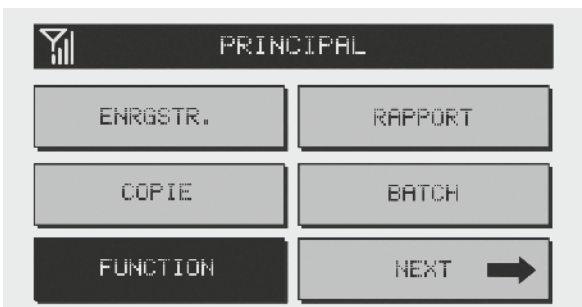 PRINCIPAL
ENRGSTR. RAPPORT
COPIE BATCH
FUNCTION NEXT